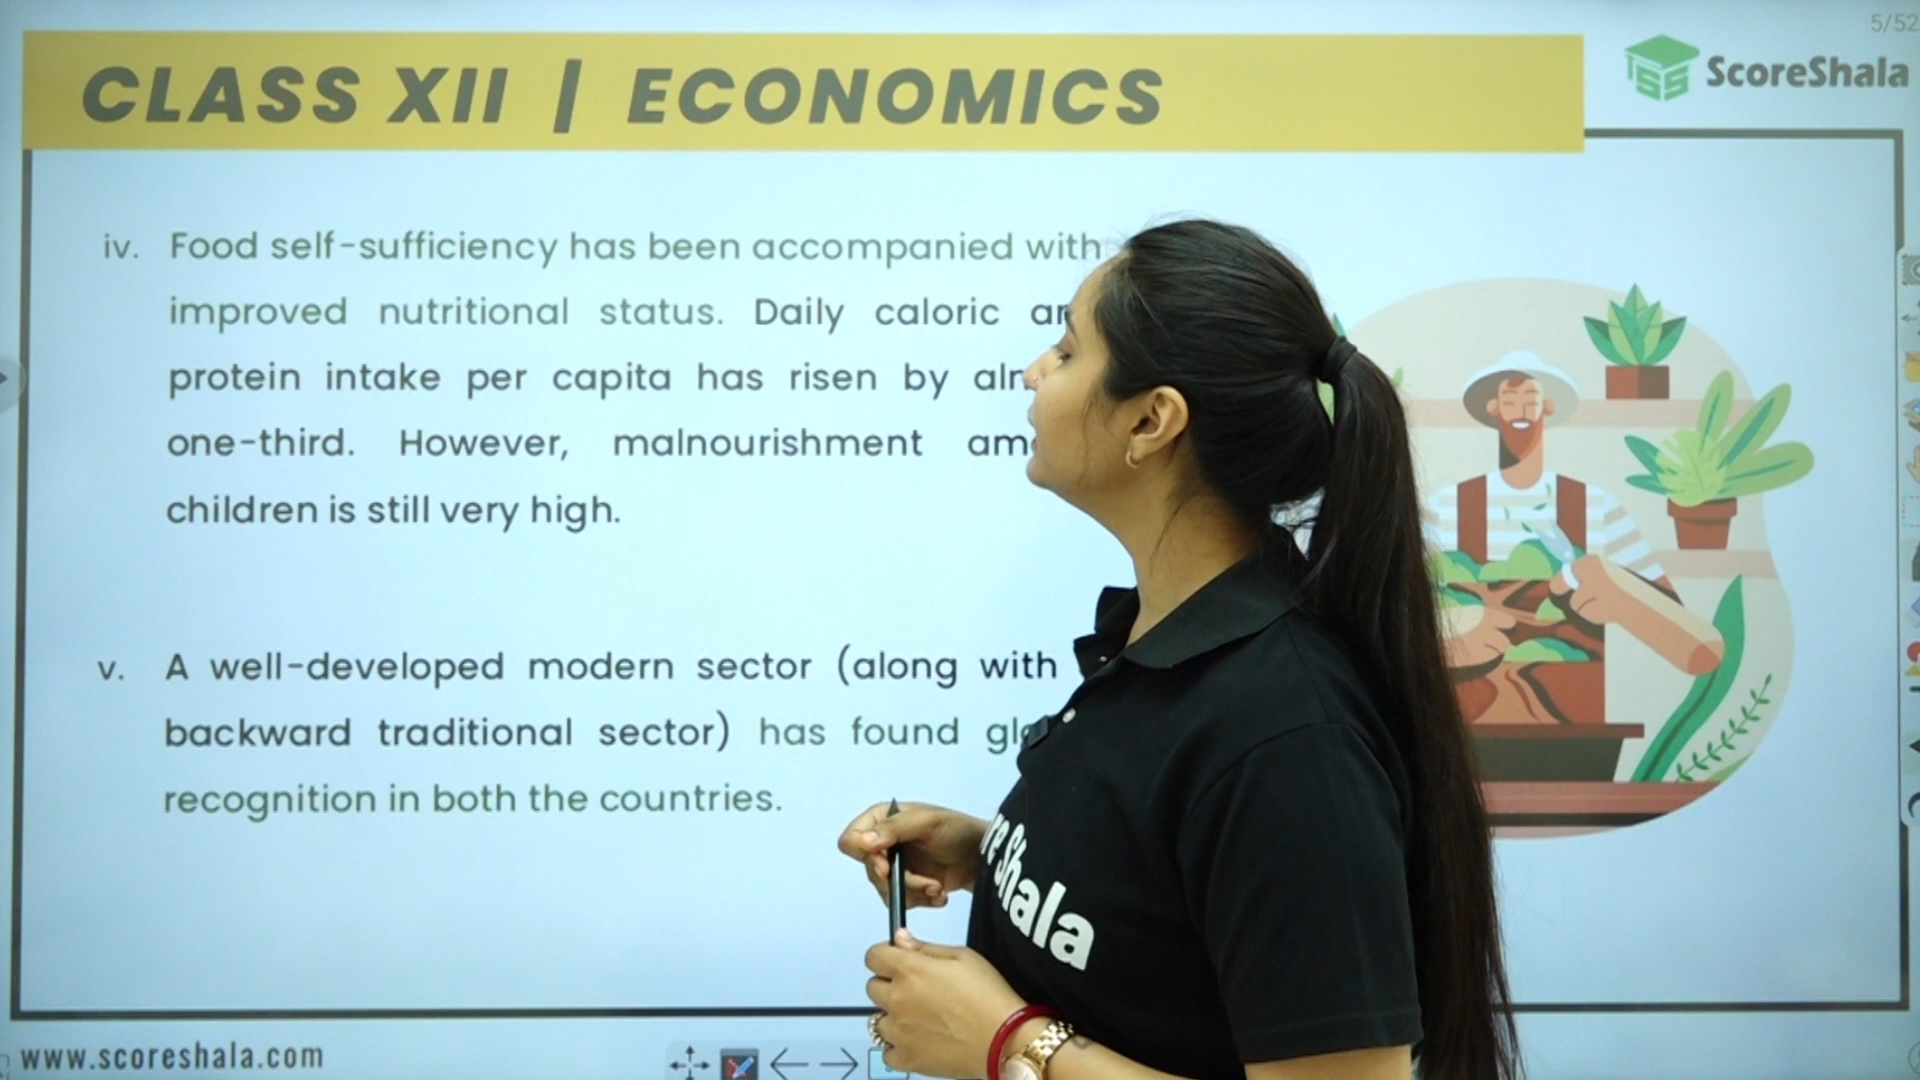 5/52
CLASS XII | ECONOMICS
ScoreShala
iv. Food self-sufficiency has been accompanied with
improved nutritional status. Daily caloric
protein intake per capita has risen by
one-third. However, malnourishment
children is still very high.
v. A well-developed modern sector (along with
backward traditional sector) has found
recognition in both the countries.
re Shala
www.scoreshala.com